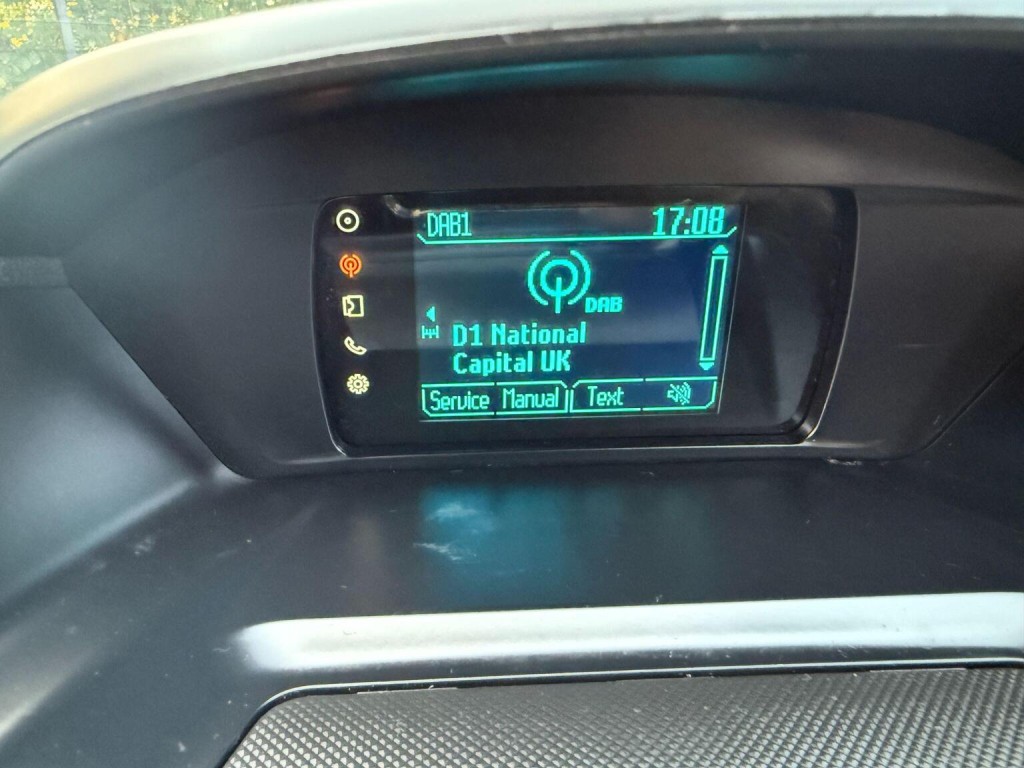 DAB1 17:08
DAB
D1 National
Capital UK
Service Manual Text